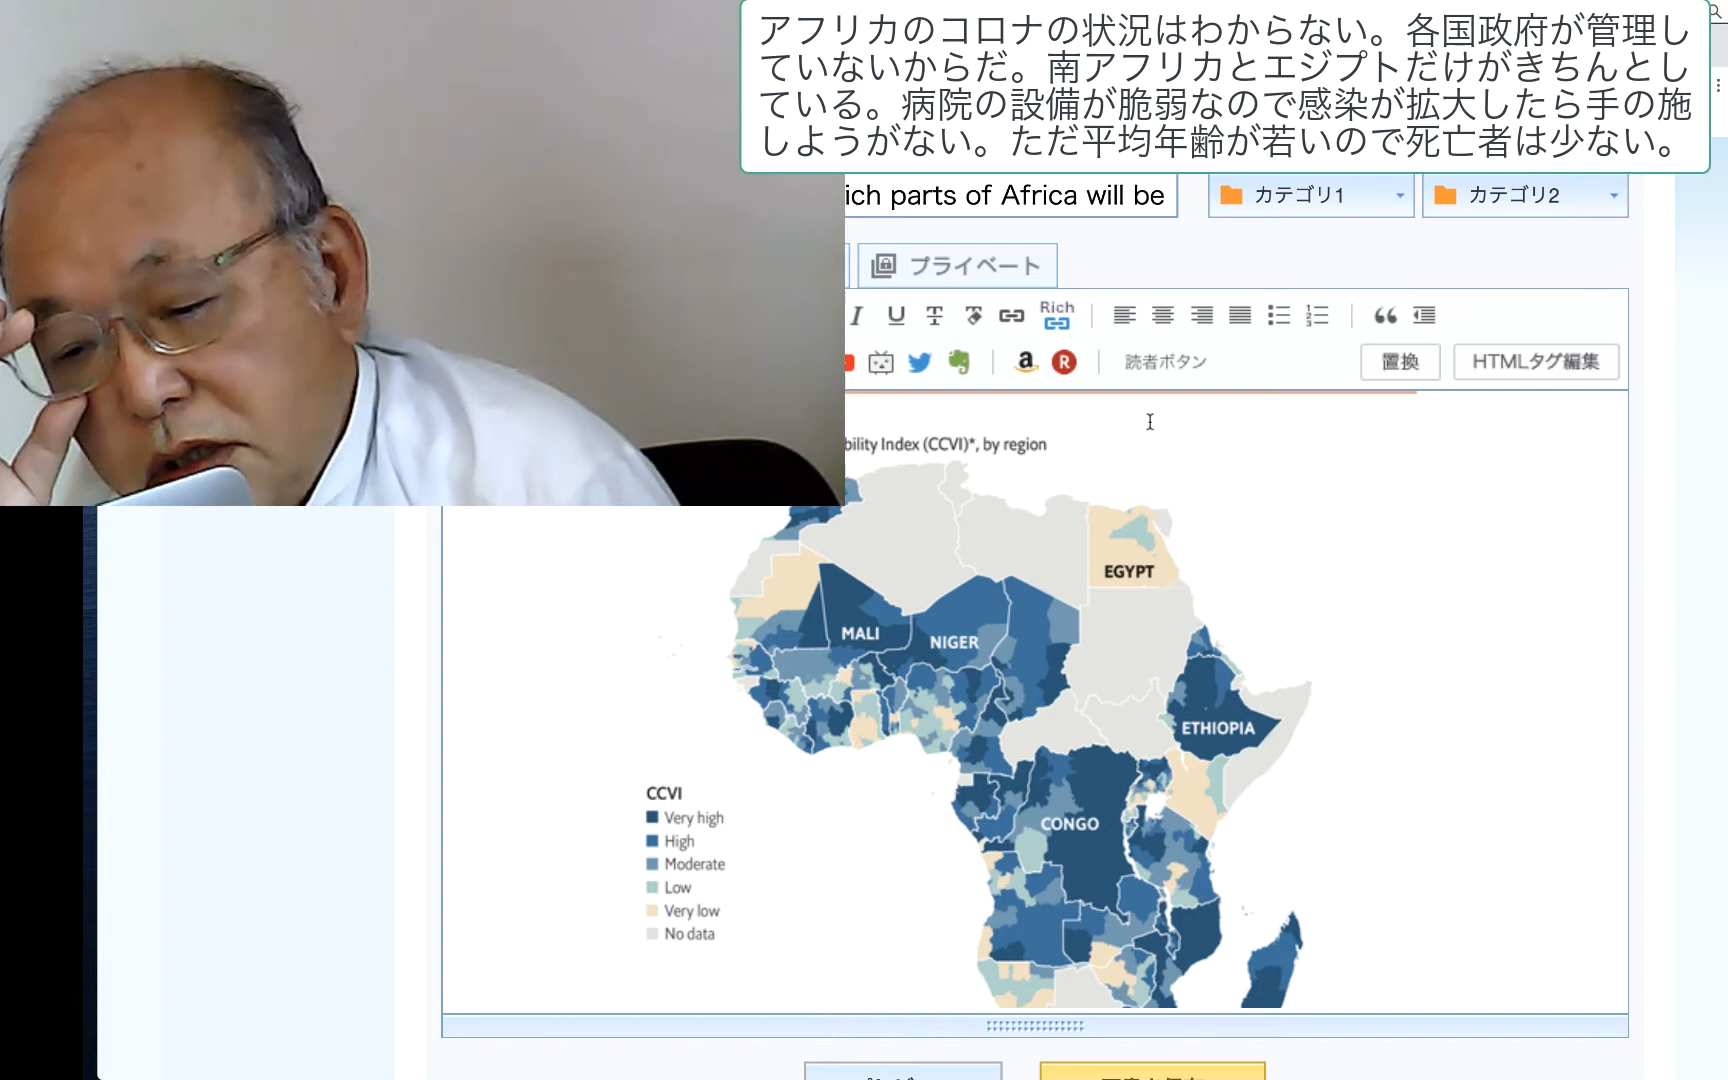 アフリカのコロナの状況はわからない。各国政府が管理し
ていないからだ。南アフリカとエジプトだけがきちんとし
ている。病院の設備が脆弱なので感染が拡大したら手の施
しようがない。ただ平均年齢が若いので死亡者は少ない。
ich parts of Africa will be
カテゴリ1
カテゴリ2
プライベート
Rich
読者ボタン
置換
HTMLタグ編集
bility Index (CCVI)*, by region
EGYPT
MALI
NIGER
ETHIOPIA
CONGO
CCVI
Very high
High
Moderate
Low
Very low
No data